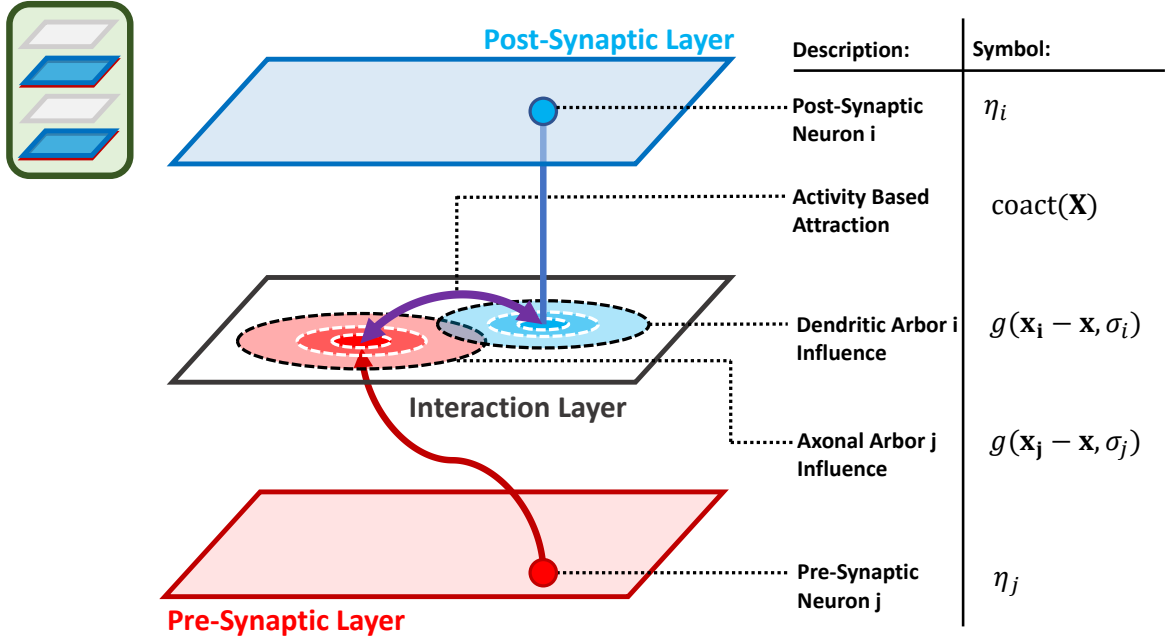 Post-Synaptic Layer
Description:
Symbol:
Post-Synaptic
Neuron i
η_i
Activity Based
Attraction
coact(X)
Dendritic Arbor i
Influence
g(x_i − x, σ_i)
Interaction Layer
Axonal Arbor j
Influence
g(x_j − x, σ_j)
Pre-Synaptic
Neuron j
η_j
Pre-Synaptic Layer